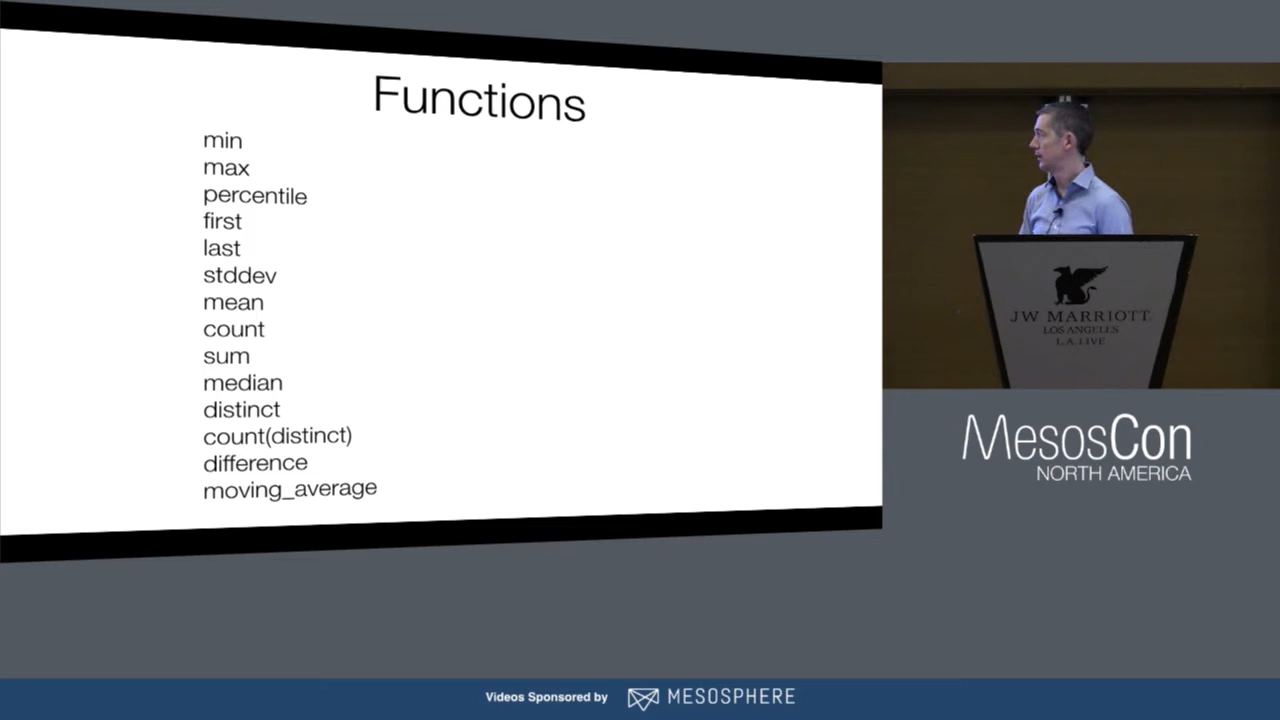 Functions
min
max
percentile
first
last
stddev
mean
count
sum
median
distinct
count(distinct)
difference
moving_average
JW MARRIOTT
LOS ANGELES
L.A. LIVE
MesosCon
NORTH AMERICA
Videos Sponsored by MESOSPHERE